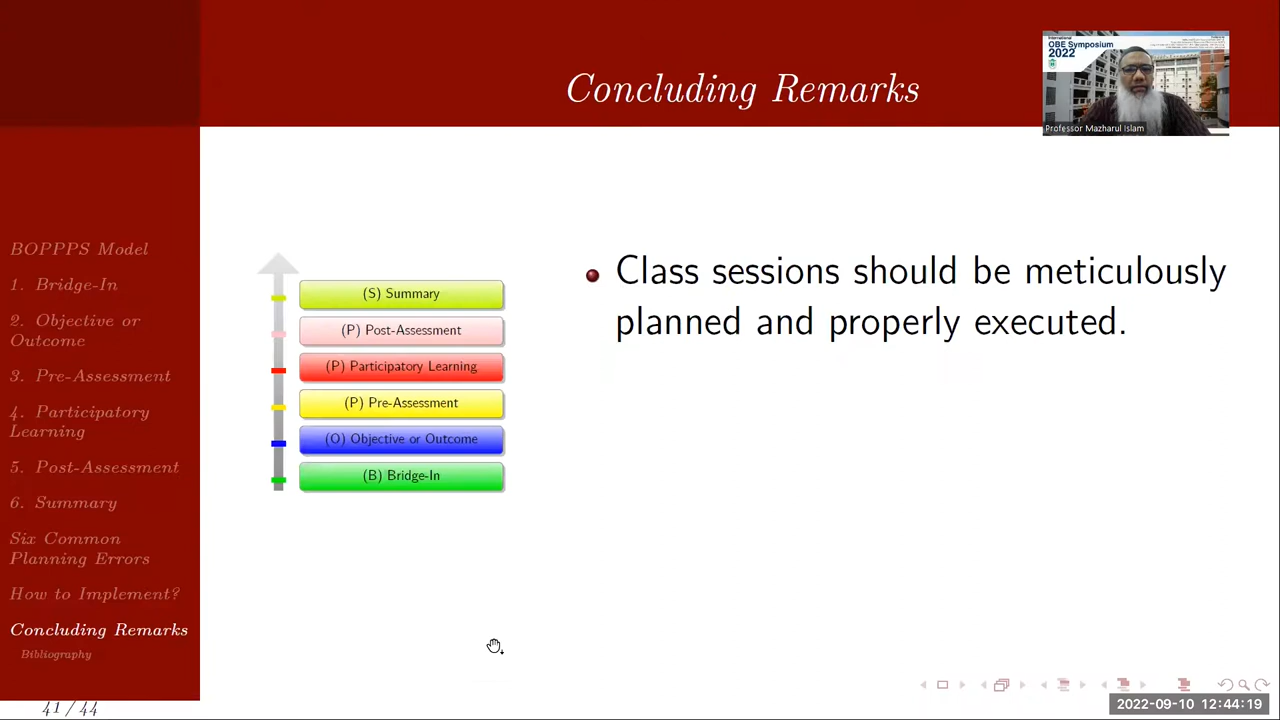 Concluding Remarks
International
OBE Symposium
2022
Professor Mazharul Islam
BOPPPS Model
1. Bridge-In
2. Objective or
Outcome
3. Pre-Assessment
4. Participatory
Learning
5. Post-Assessment
6. Summary
Six Common
Planning Errors
How to Implement?
Concluding Remarks
Bibliography
(S) Summary
(P) Post-Assessment
(P) Participatory Learning
(P) Pre-Assessment
(O) Objective or Outcome
(B) Bridge-In
Class sessions should be meticulously
planned and properly executed.
41 / 44
2022-09-10 12:44:19